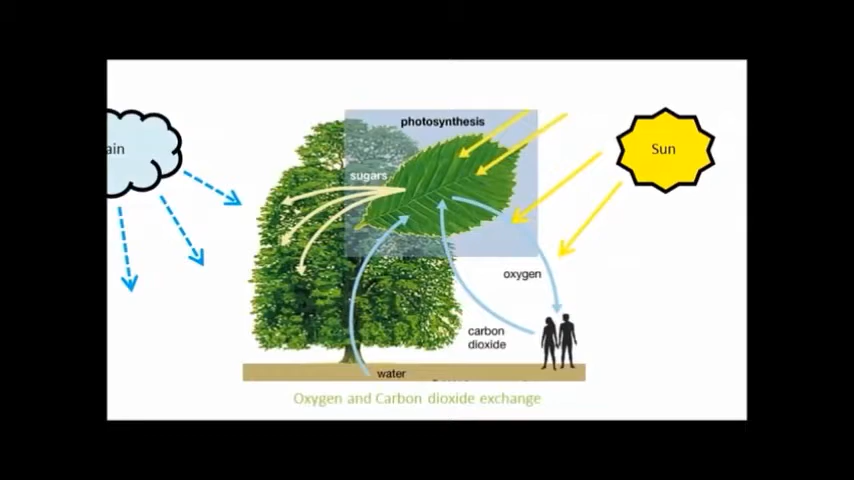 photosynthesis
ain
Sun
sugars
oxygen
carbon
dioxide
water
Oxygen and Carbon dioxide exchange